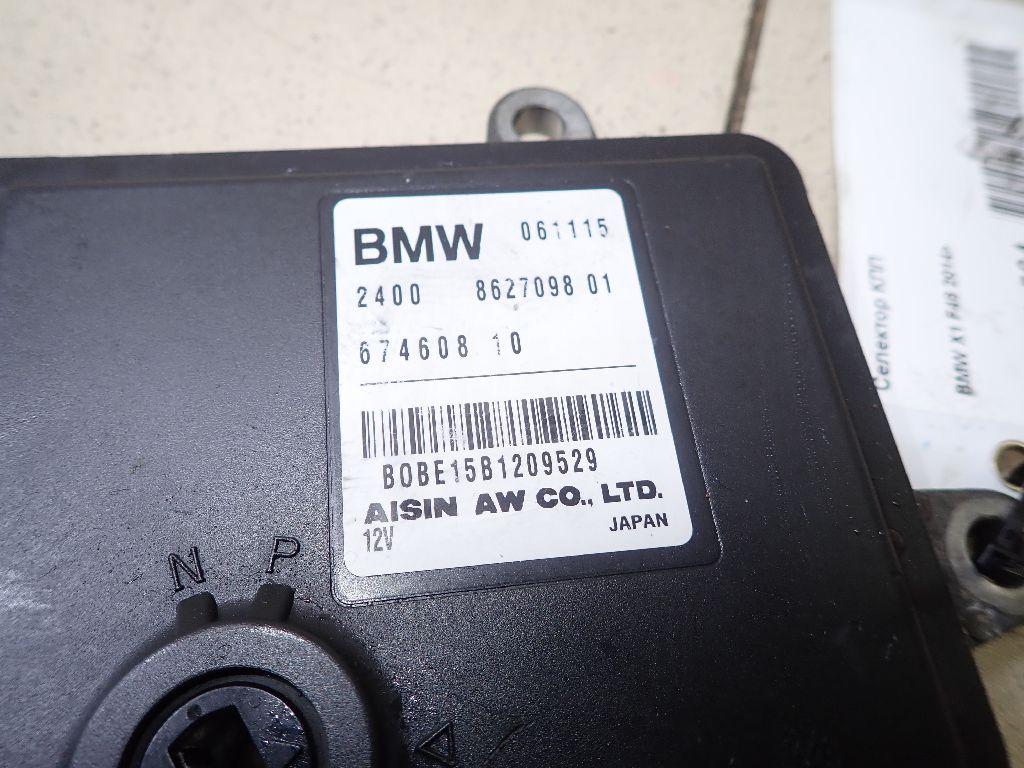 BMW 061115
2400 8627098 01
674608 10
B0BE15B1209529
AISIN AW CO., LTD.
12V JAPAN
N P
Селектор КПП
BMW X1 F48 2014>